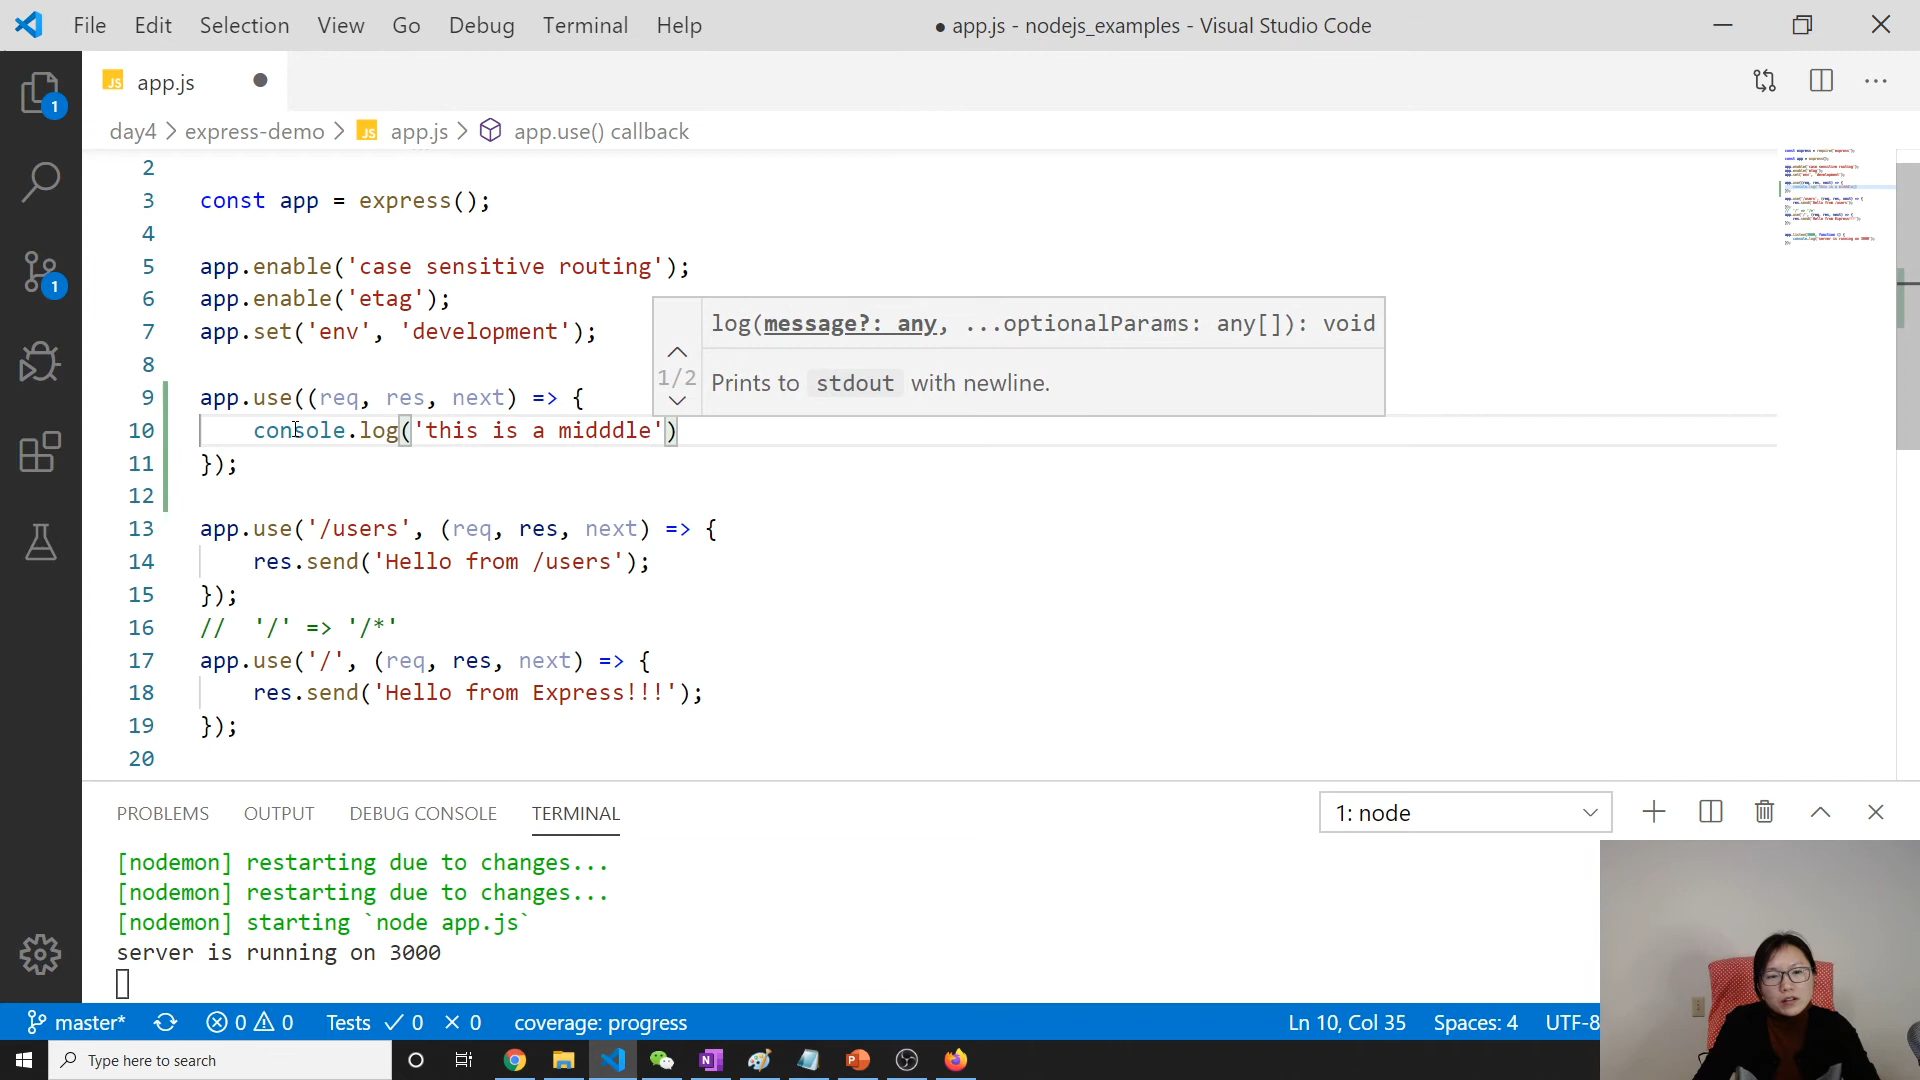 File Edit Selection View Go Debug Terminal Help
● app.js - nodejs_examples - Visual Studio Code
JS app.js
day4 > express-demo > JS app.js > app.use() callback
2
3 const app = express();
4
5 app.enable('case sensitive routing');
6 app.enable('etag');
7 app.set('env', 'development');
8
log(message?: any, ...optionalParams: any[]): void
1/2
Prints to stdout with newline.
9 app.use((req, res, next) => {
10 console.log('this is a midddle')
11 });
12
13 app.use('/users', (req, res, next) => {
14 res.send('Hello from /users');
15 });
16 // '/' => '/*'
17 app.use('/', (req, res, next) => {
18 res.send('Hello from Express!!!');
19 });
20
1
1
PROBLEMS OUTPUT DEBUG CONSOLE TERMINAL
1: node
[nodemon] restarting due to changes...
[nodemon] restarting due to changes...
[nodemon] starting `node app.js`
server is running on 3000
master* 0 0 Tests 0 0 coverage: progress
Ln 10, Col 35 Spaces: 4 UTF-8
Type here to search